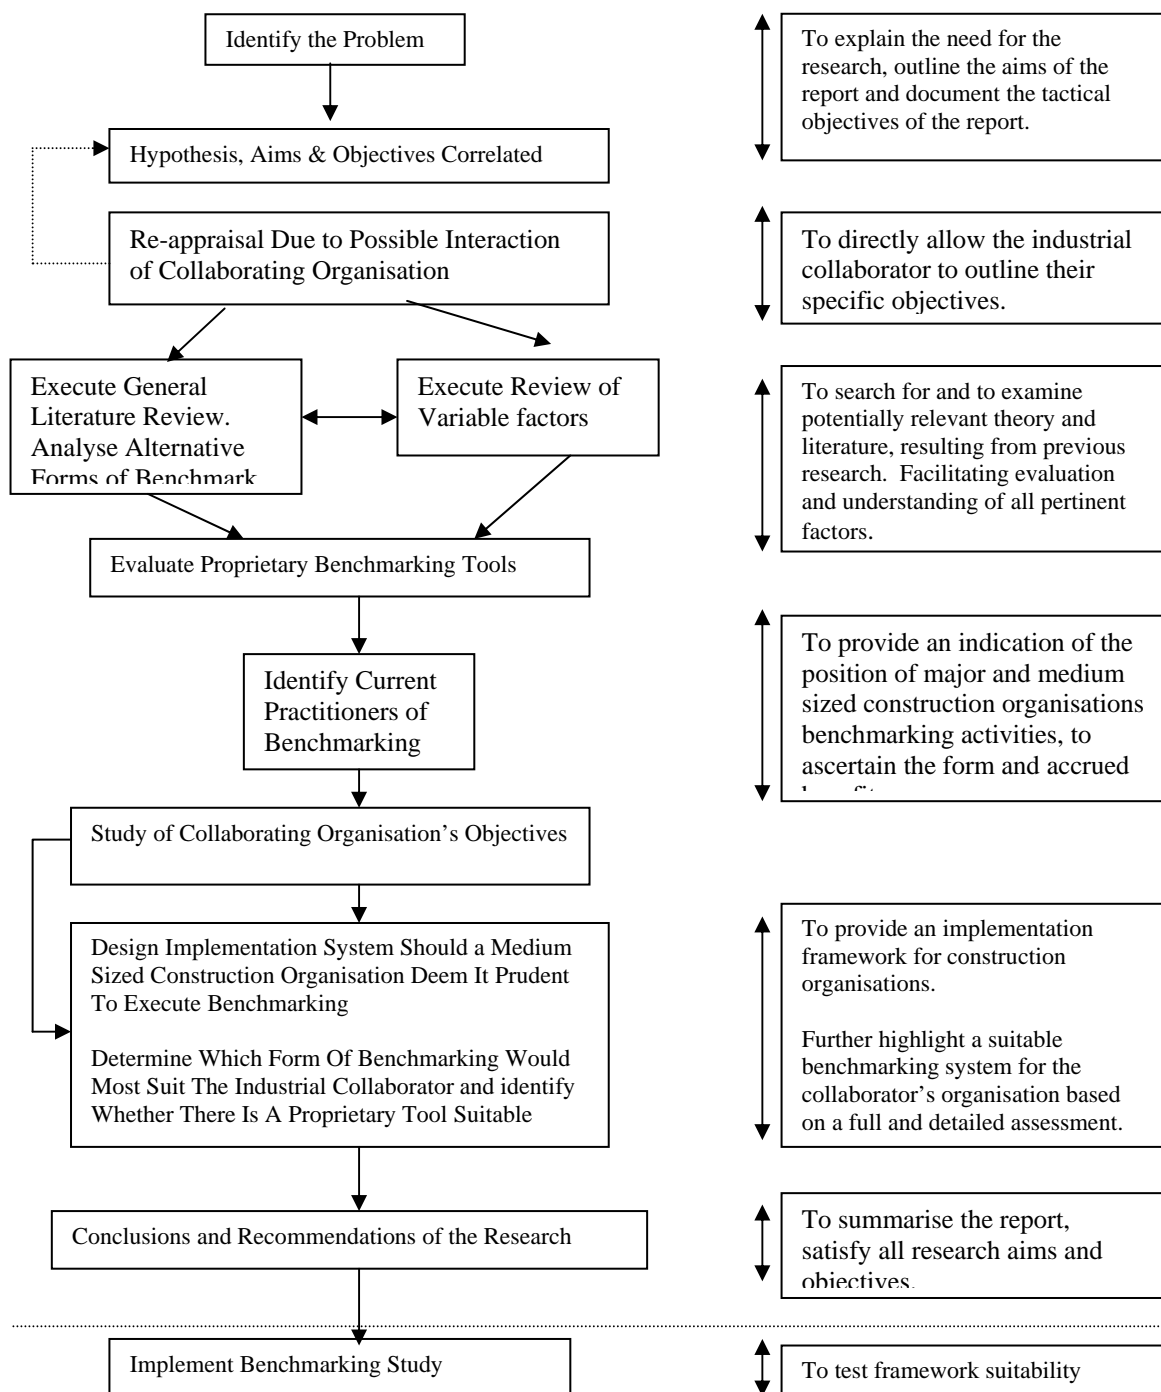 Identify the Problem
Hypothesis, Aims & Objectives Correlated
To explain the need for the
research, outline the aims of the
report and document the tactical
objectives of the report.
Re-appraisal Due to Possible Interaction
of Collaborating Organisation
To directly allow the industrial
collaborator to outline their
specific objectives.
Execute General
Literature Review.
Analyse Alternative
Forms of Benchmark
Execute Review of
Variable factors
To search for and to examine
potentially relevant theory and
literature, resulting from previous
research. Facilitating evaluation
and understanding of all pertinent
factors.
Evaluate Proprietary Benchmarking Tools
Identify Current
Practitioners of
Benchmarking
To provide an indication of the
position of major and medium
sized construction organisations
benchmarking activities, to
ascertain the form and accrued
Study of Collaborating Organisation's Objectives
Design Implementation System Should a Medium
Sized Construction Organisation Deem It Prudent
To Execute Benchmarking
Determine Which Form Of Benchmarking Would
Most Suit The Industrial Collaborator and identify
Whether There Is A Proprietary Tool Suitable
To provide an implementation
framework for construction
organisations.
Further highlight a suitable
benchmarking system for the
collaborator's organisation based
on a full and detailed assessment.
Conclusions and Recommendations of the Research
To summarise the report,
satisfy all research aims and
objectives.
Implement Benchmarking Study
To test framework suitability